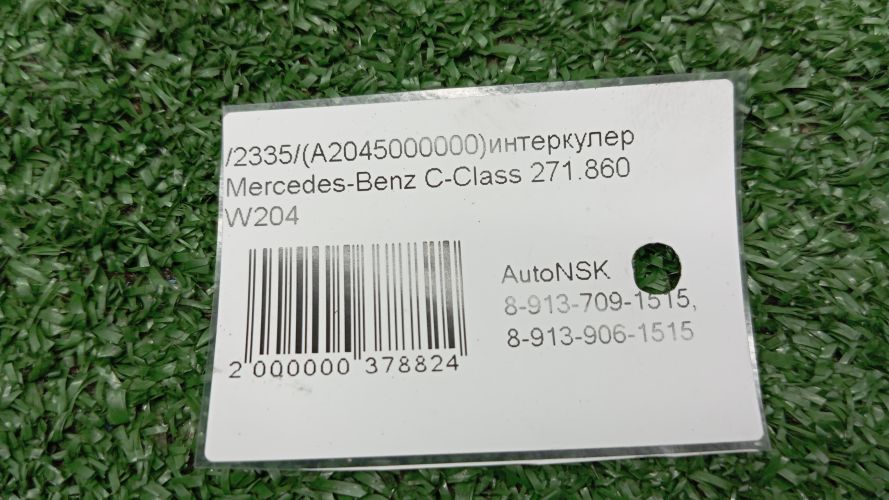 /2335/(A2045000000)интеркулер
Mercedes-Benz C-Class 271.860
W204
AutoNSK
8-913-709-1515,
8-913-906-1515
2 000000 378824